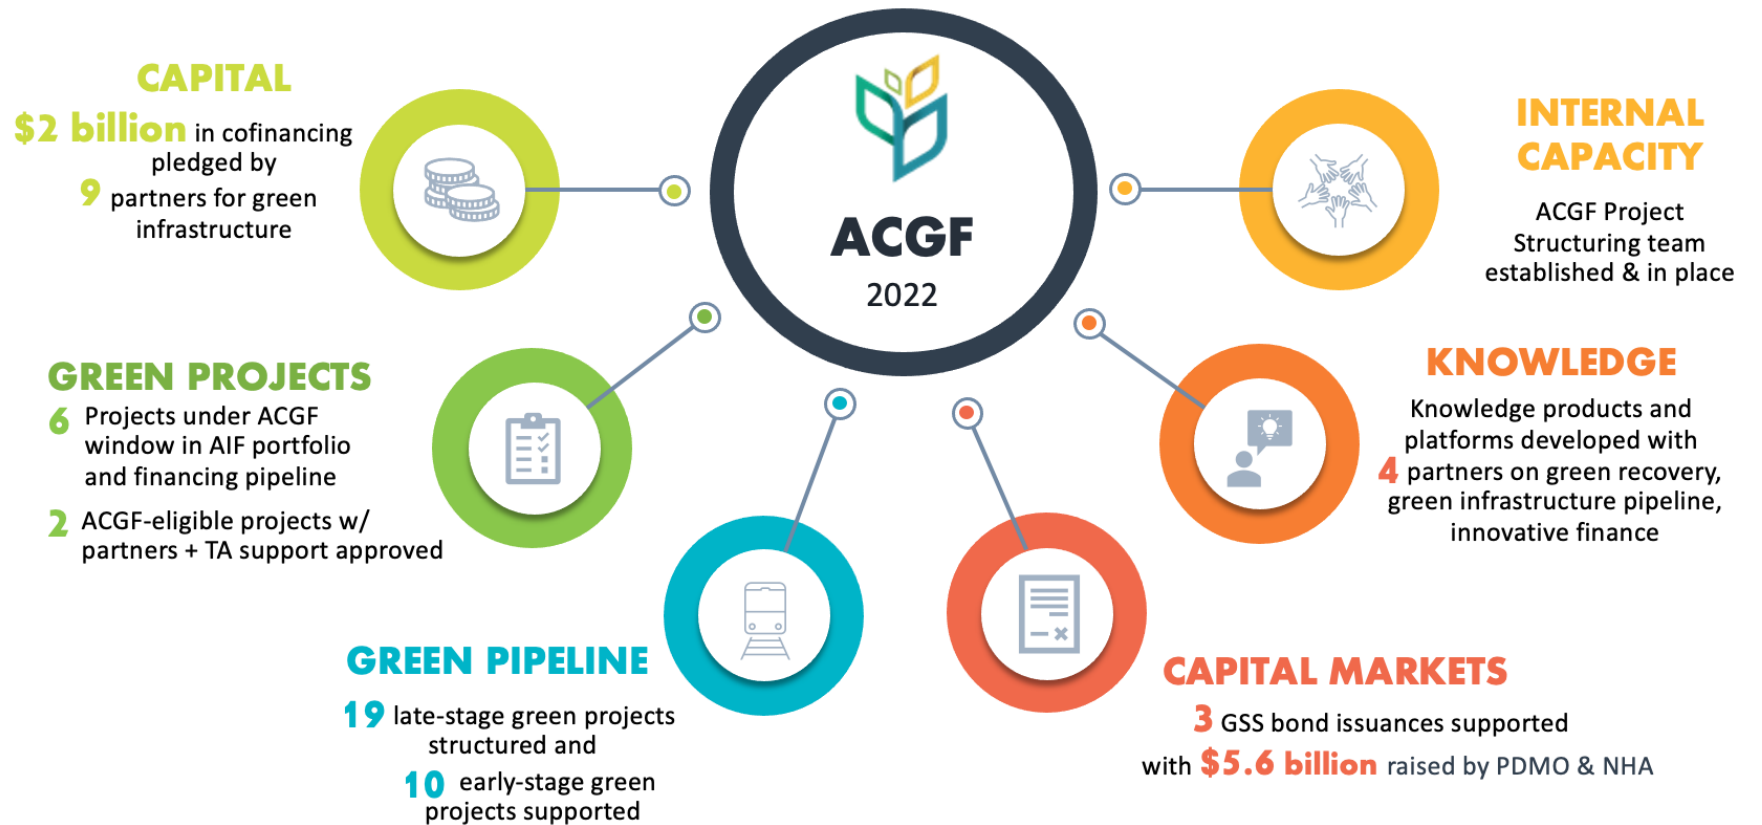 CAPITAL
$2 billion in cofinancing
pledged by
9 partners for green
infrastructure
GREEN PROJECTS
6 Projects under ACGF
window in AIF portfolio
and financing pipeline
2 ACGF-eligible projects w/
partners + TA support approved
GREEN PIPELINE
19 late-stage green projects
structured and
10 early-stage green
projects supported
ACGF
2022
CAPITAL MARKETS
3 GSS bond issuances supported
with $5.6 billion raised by PDMO & NHA
KNOWLEDGE
Knowledge products and
platforms developed with
4 partners on green recovery,
green infrastructure pipeline,
innovative finance
INTERNAL
CAPACITY
ACGF Project
Structuring team
established & in place